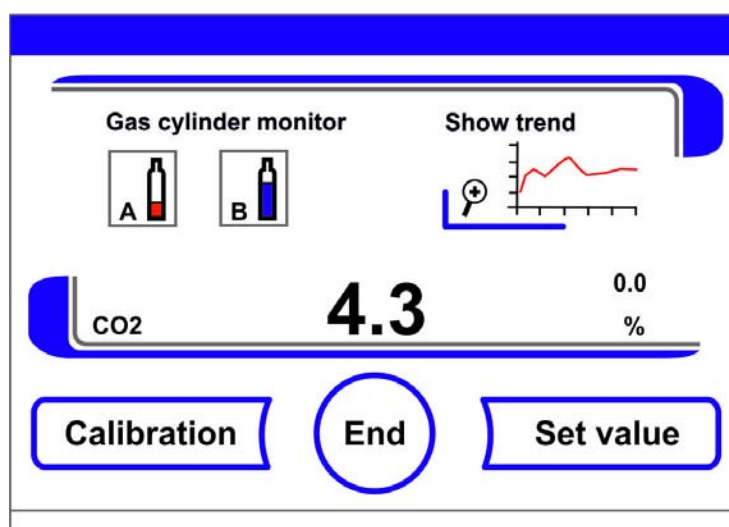 Gas cylinder monitor
Show trend
A
B
0.0
CO2
4.3
%
Calibration
End
Set value